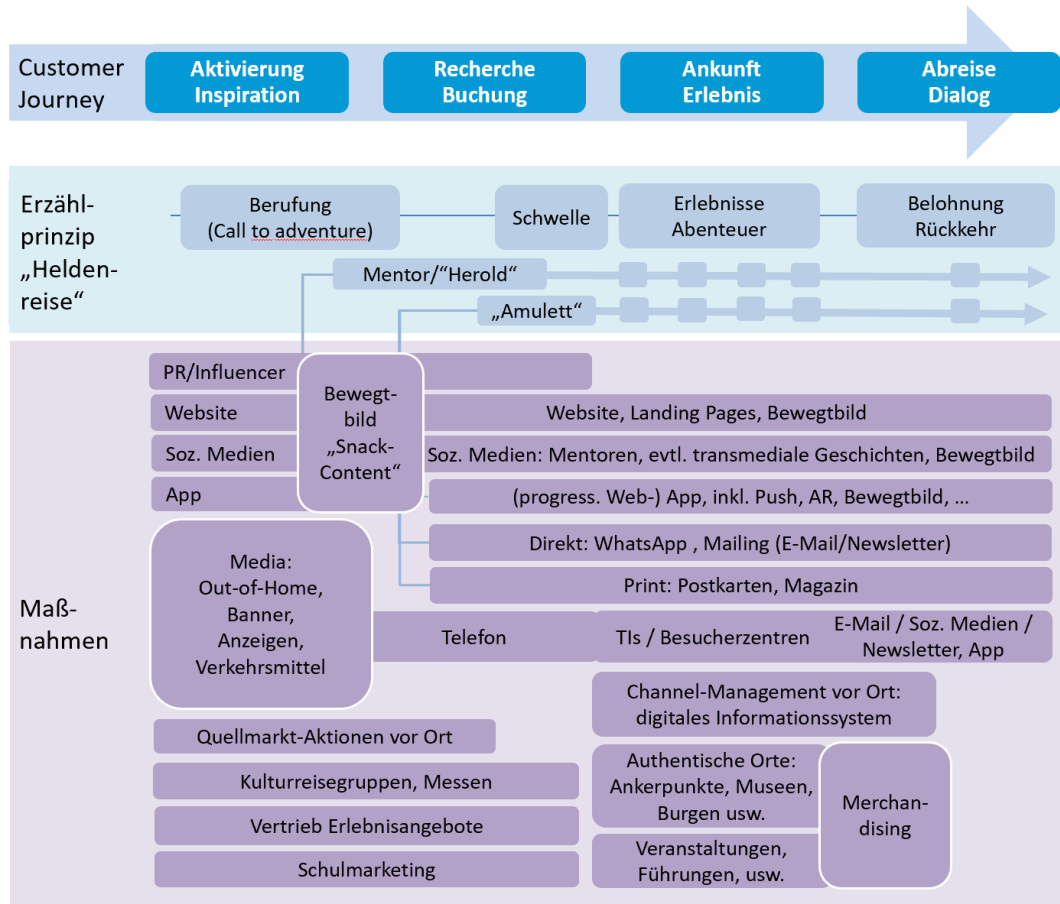 Customer
Journey
Aktivierung
Inspiration
Recherche
Buchung
Ankunft
Erlebnis
Abreise
Dialog
Erzähl-
prinzip
„Helden-
reise“
Berufung
(Call to adventure)
Schwelle
Erlebnisse
Abenteuer
Belohnung
Rückkehr
Mentor/“Herold“
„Amulett“
Maß-
nahmen
PR/Influencer
Website
Soz. Medien
App
Bewegt-
bild
„Snack-
Content“
Website, Landing Pages, Bewegtbild
Soz. Medien: Mentoren, evtl. transmediale Geschichten, Bewegtbild
(progress. Web-) App, inkl. Push, AR, Bewegtbild, ...
Direkt: WhatsApp , Mailing (E-Mail/Newsletter)
Print: Postkarten, Magazin
Media:
Out-of-Home,
Banner,
Anzeigen,
Verkehrsmittel
Telefon
TIs / Besucherzentren
E-Mail / Soz. Medien /
Newsletter, App
Channel-Management vor Ort:
digitales Informationssystem
Quellmarkt-Aktionen vor Ort
Kulturreisegruppen, Messen
Vertrieb Erlebnisangebote
Schulmarketing
Authentische Orte:
Ankerpunkte, Museen,
Burgen usw.
Veranstaltungen,
Führungen, usw.
Merchan-
dising